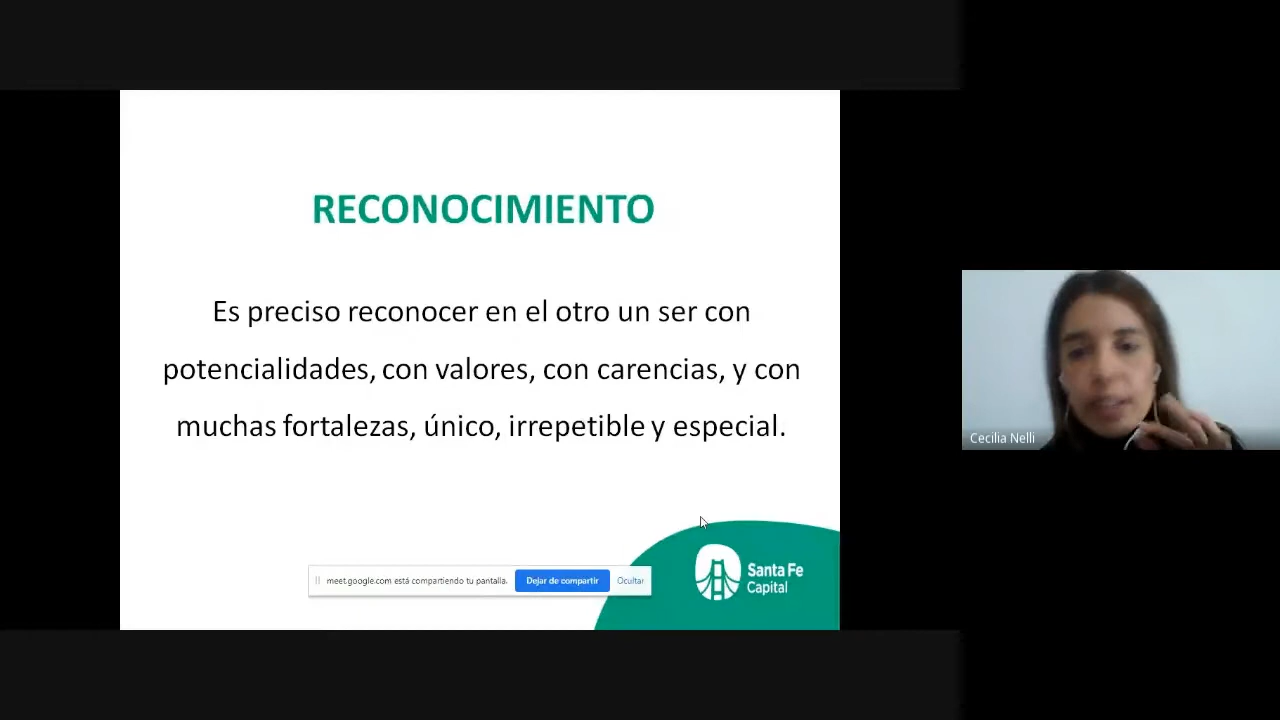 RECONOCIMIENTO
Es preciso reconocer en el otro un ser con
potencialidades, con valores, con carencias, y con
muchas fortalezas, único, irrepetible y especial.
meet.google.com está compartiendo tu pantalla.
Dejar de compartir
Ocultar
Santa Fe
Capital
Cecilia Nelli